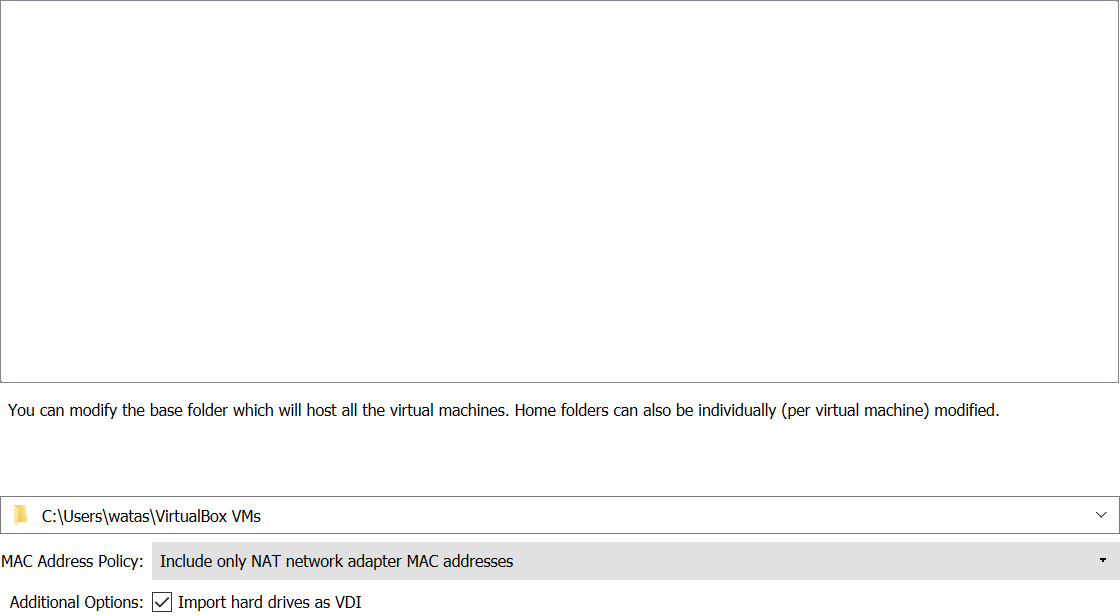 You can modify the base folder which will host all the virtual machines. Home folders can also be individually (per virtual machine) modified.
C:\Users\watas\VirtualBox VMs
MAC Address Policy: Include only NAT network adapter MAC addresses
Additional Options: Import hard drives as VDI